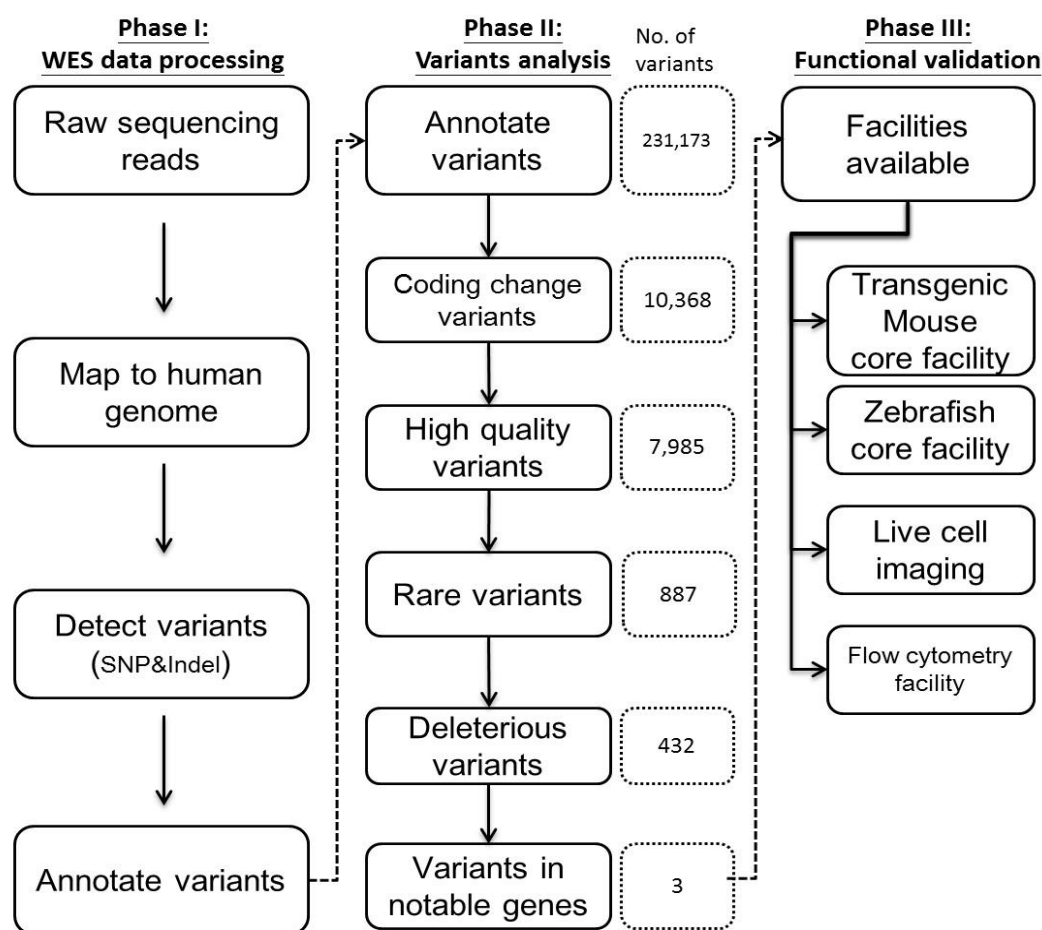 Phase I:
WES data processing
Raw sequencing
reads
Map to human
genome
Detect variants
(SNP&Indel)
Annotate variants
Phase II:
Variants analysis
No. of
variants
Annotate
variants
231,173
Coding change
variants
10,368
High quality
variants
7,985
Rare variants
887
Deleterious
variants
432
Variants in
notable genes
3
Phase III:
Functional validation
Facilities
available
Transgenic
Mouse
core facility
Zebrafish
core facility
Live cell
imaging
Flow cytometry
facility